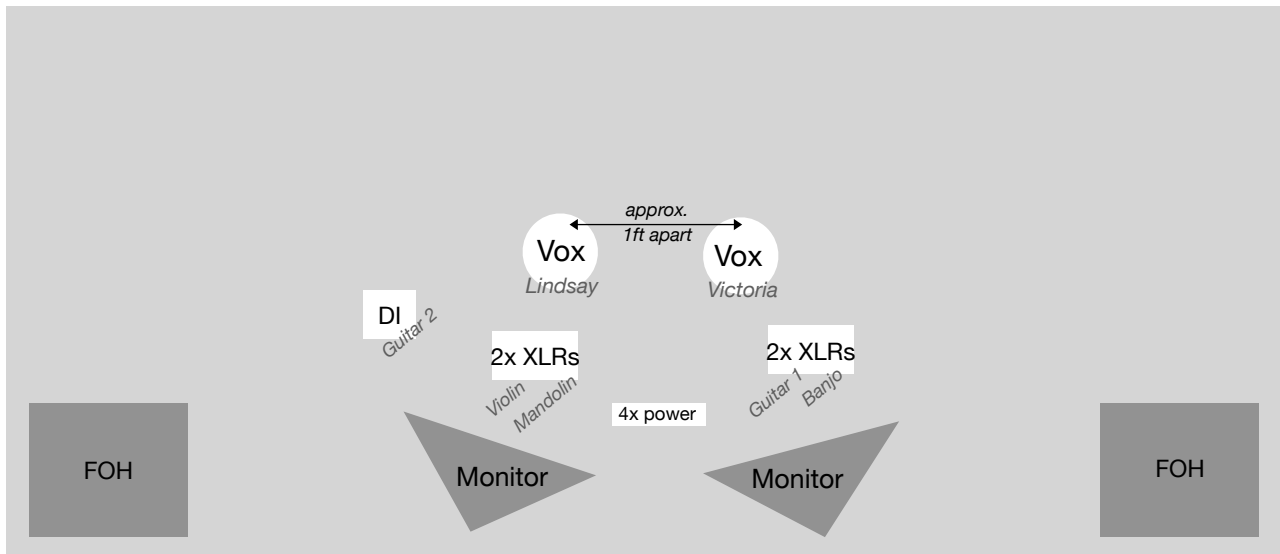 approx.
1ft apart
Vox
Lindsay
Vox
Victoria
DI
Guitar 2
2x XLRs
Violin
Mandolin
2x XLRs
Guitar 1
Banjo
4x power
FOH
Monitor
Monitor
FOH